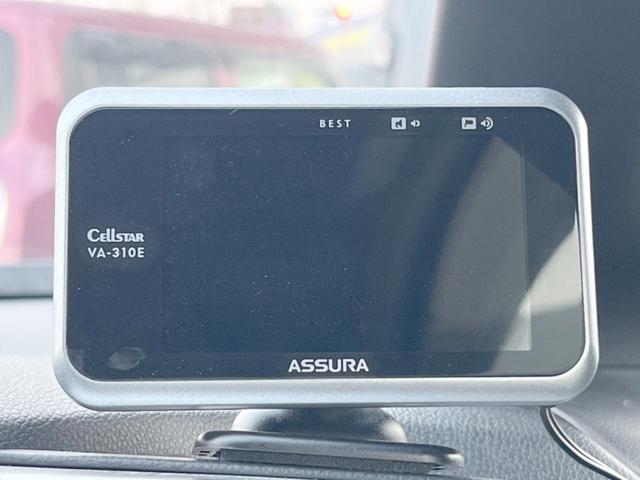 BEST
CELLSTAR
VA-310E
ASSURA